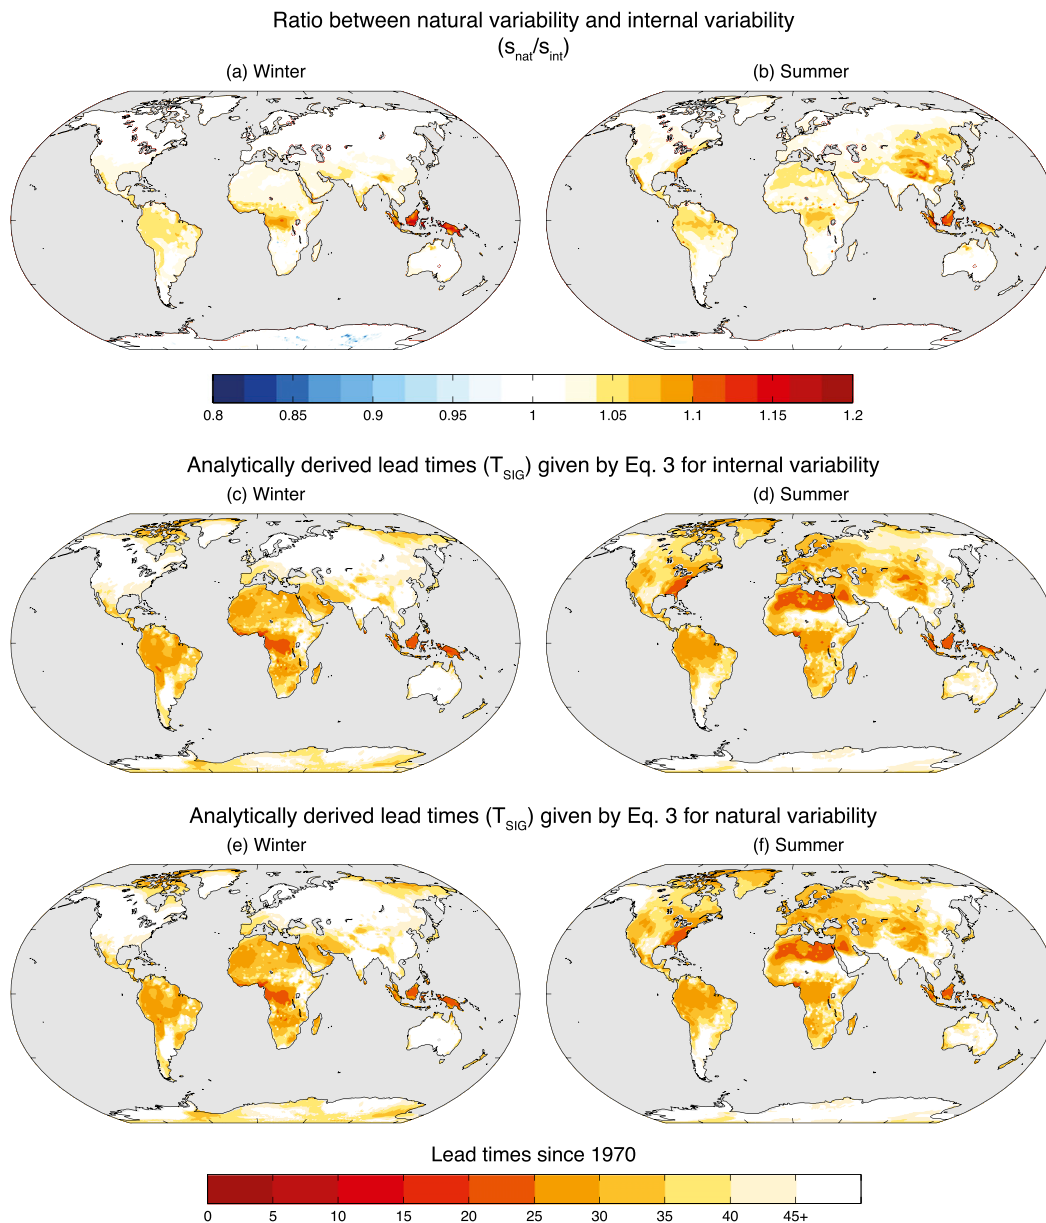 Ratio between natural variability and internal variability
(s_nat/s_int)
(a) Winter
(b) Summer
0.8 0.85 0.9 0.95 1 1.05 1.1 1.15 1.2
Analytically derived lead times (T_SIG) given by Eq. 3 for internal variability
(c) Winter
(d) Summer
Analytically derived lead times (T_SIG) given by Eq. 3 for natural variability
(e) Winter
(f) Summer
Lead times since 1970
0 5 10 15 20 25 30 35 40 45+